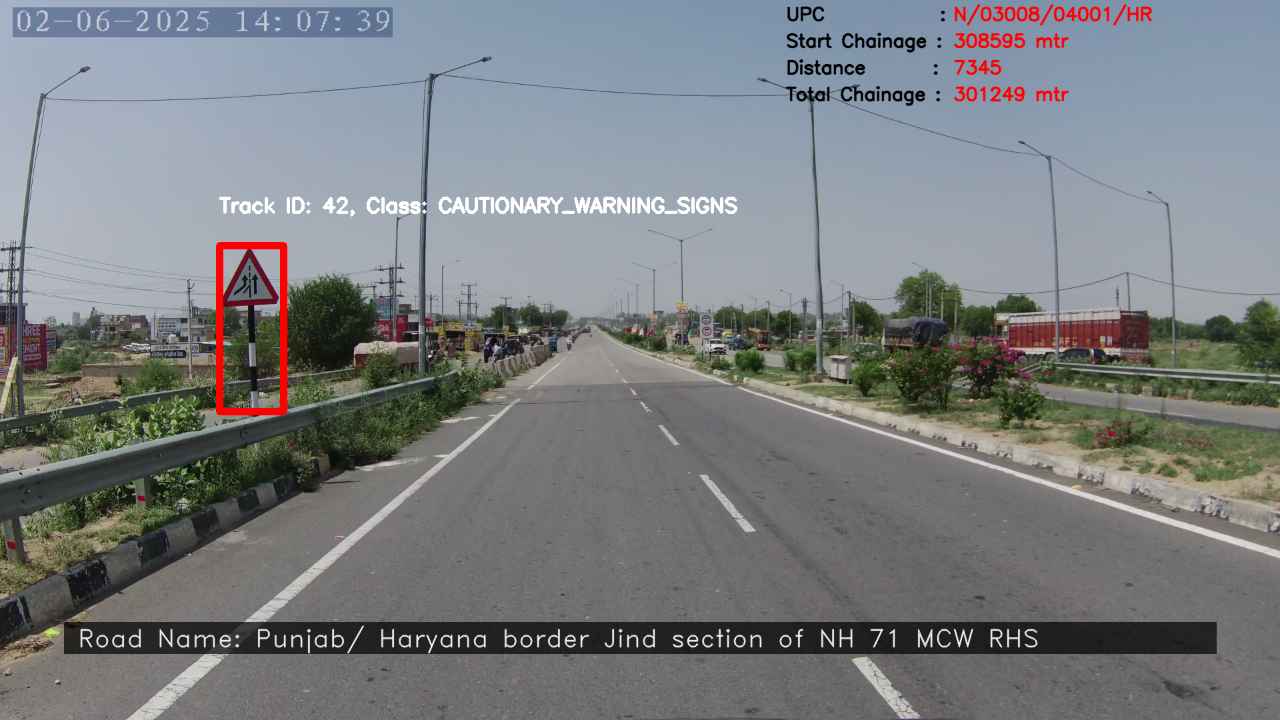 02-06-2025 14:07:39
UPC : N/03008/04001/HR
Start Chainage : 308595 mtr
Distance : 7345
Total Chainage : 301249 mtr
Track ID: 42, Class: CAUTIONARY_WARNING_SIGNS
Road Name: Punjab/ Haryana border Jind section of NH 71 MCW RHS